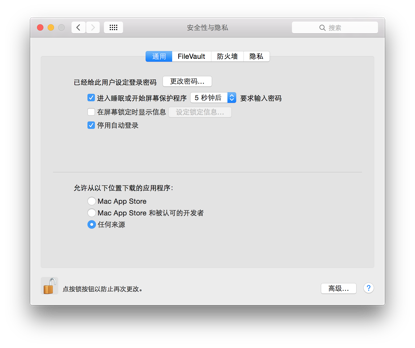 安全性与隐私
搜索
通用 FileVault 防火墙 隐私
已经给此用户设定登录密码 更改密码...
进入睡眠或开始屏幕保护程序 5 秒钟后 要求输入密码
在屏幕锁定时显示信息 设定锁定信息...
停用自动登录
允许从以下位置下载的应用程序：
Mac App Store
Mac App Store 和被认可的开发者
任何来源
点按锁按钮以防止再次更改。
高级... ?